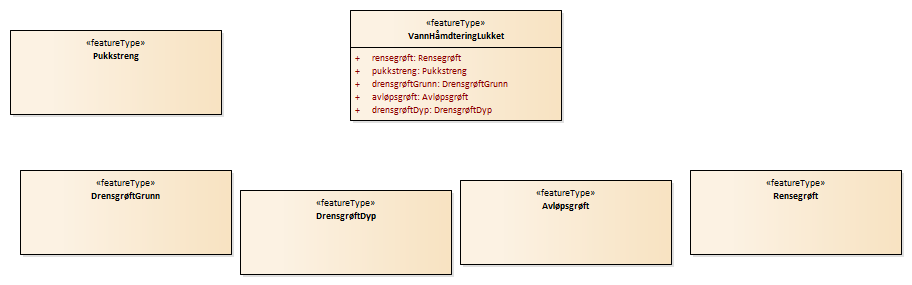 «featureType»
Pukkstreng
«featureType»
VannHåmdteringLukket
+ rensegrøft: Rensegrøft
+ pukkstreng: Pukkstreng
+ drensgrøftGrunn: DrensgrøftGrunn
+ avløpsgrøft: Avløpsgrøft
+ drensgrøftDyp: DrensgrøftDyp
«featureType»
DrensgrøftGrunn
«featureType»
DrensgrøftDyp
«featureType»
Avløpsgrøft
«featureType»
Rensegrøft